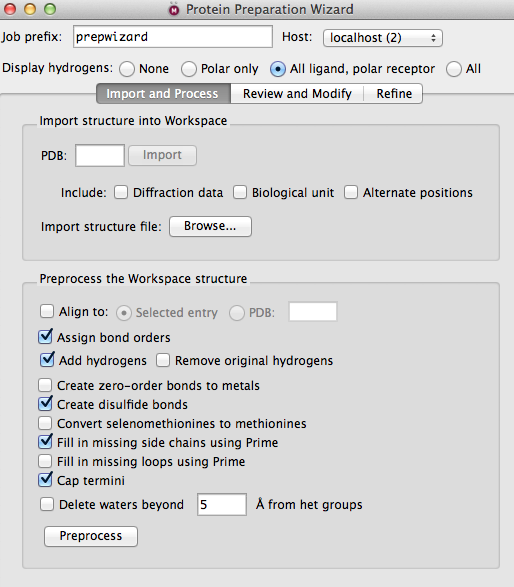 Protein Preparation Wizard
Job prefix: prepwizard Host: localhost (2)
Display hydrogens: None Polar only All ligand, polar receptor All
Import and Process Review and Modify Refine
Import structure into Workspace
PDB: Import
Include: Diffraction data Biological unit Alternate positions
Import structure file: Browse...
Preprocess the Workspace structure
Align to: Selected entry PDB:
Assign bond orders
Add hydrogens Remove original hydrogens
Create zero-order bonds to metals
Create disulfide bonds
Convert selenomethionines to methionines
Fill in missing side chains using Prime
Fill in missing loops using Prime
Cap termini
Delete waters beyond 5 Å from het groups
Preprocess